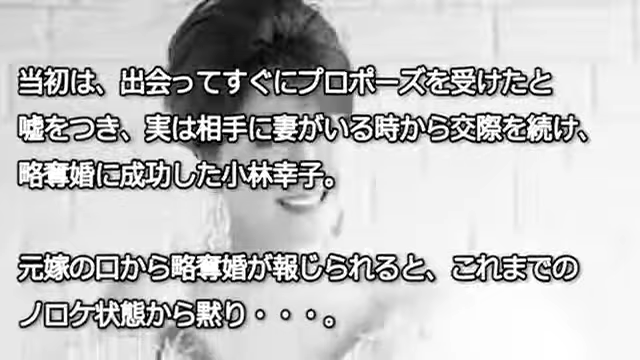 当初は、出会ってすぐにプロポーズを受けたと
嘘をつき、実は相手に妻がいる時から交際を続け、
略奪婚に成功した小林幸子。
元嫁の口から略奪婚が報じられると、これまでの
ノロケ状態から黙り・・・。